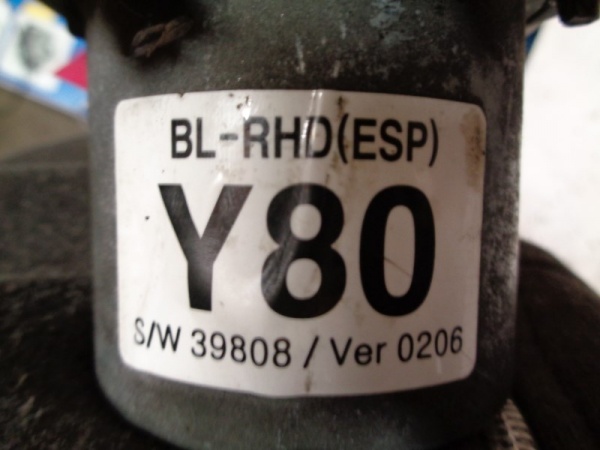 BL-RHD(ESP)
Y80
S/W 39808 / Ver 0206